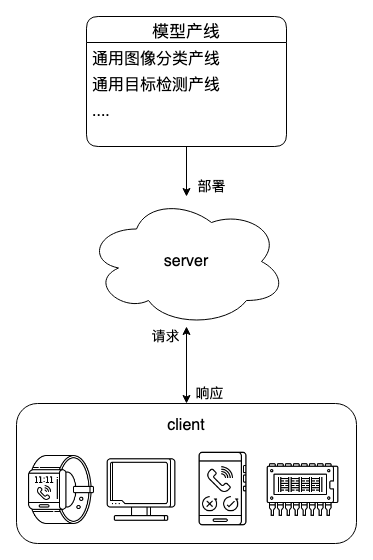 模型产线
通用图像分类产线
通用目标检测产线
....
部署
server
请求
响应
client
11:11